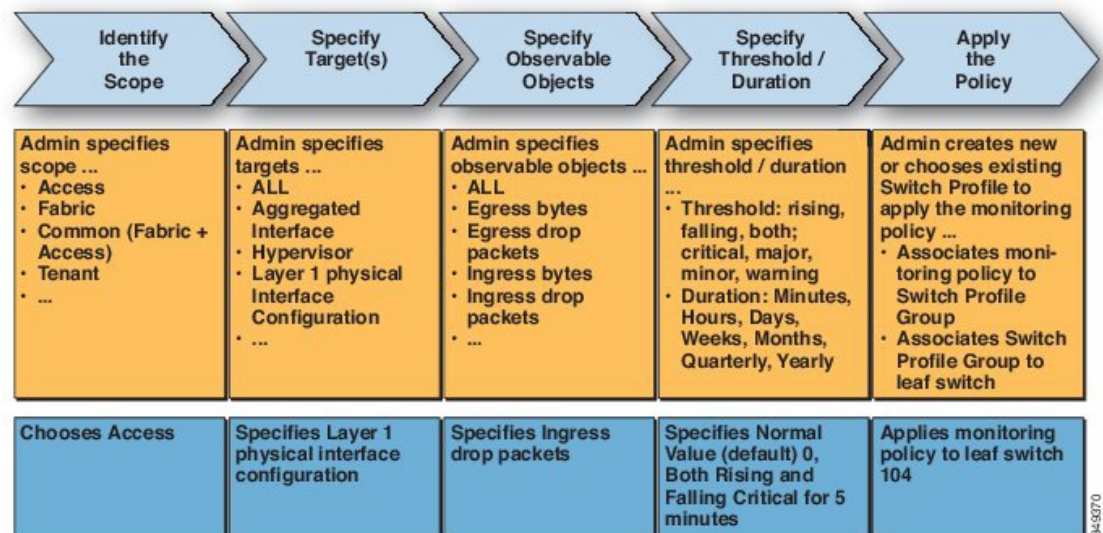 Identify
the
Scope
Specify
Target(s)
Specify
Observable
Objects
Specify
Threshold /
Duration
Apply
the
Policy
Admin specifies
scope ...
• Access
• Fabric
• Common (Fabric +
Access)
• Tenant
• ...
Admin specifies
targets ...
• ALL
• Aggregated
Interface
• Hypervisor
• Layer 1 physical
Interface
Configuration
• ...
Admin specifies
observable objects ...
• ALL
• Egress bytes
• Egress drop
packets
• Ingress bytes
• Ingress drop
packets
• ...
Admin specifies
threshold / duration
...
• Threshold: rising,
falling, both;
critical, major,
minor, warning
• Duration: Minutes,
Hours, Days,
Weeks, Months,
Quarterly, Yearly
Admin creates new
or chooses existing
Switch Profile to
apply the monitoring
policy ...
• Associates moni-
toring policy to
Switch Profile
Group
• Associates Switch
Profile Group to
leaf switch
Chooses Access
Specifies Layer 1
physical interface
configuration
Specifies Ingress
drop packets
Specifies Normal
Value (default) 0,
Both Rising and
Falling Critical for 5
minutes
Applies monitoring
policy to leaf switch
104
349370